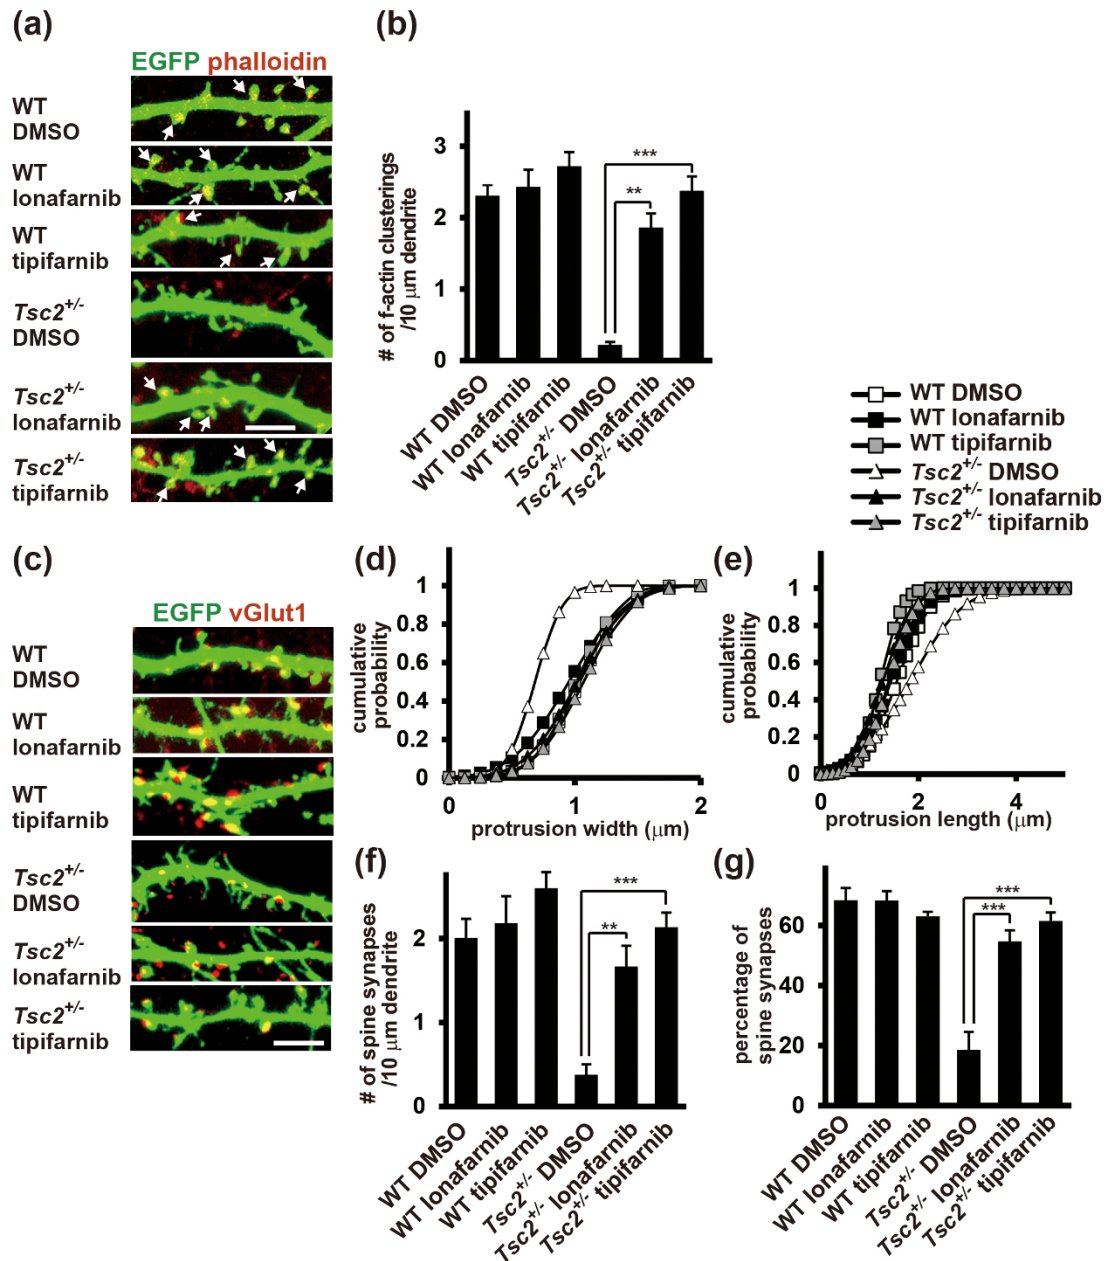 (a)
EGFP phalloidin
WT
DMSO
WT
lonafarnib
WT
tipifarnib
Tsc2+/-
DMSO
Tsc2+/-
lonafarnib
Tsc2+/-
tipifarnib
(b)
# of f-actin clusterings
/10 μm dendrite
3
2
1
0
***
**
WT DMSO
WT lonafarnib
WT tipifarnib
Tsc2+/- DMSO
Tsc2+/- lonafarnib
Tsc2+/- tipifarnib
WT DMSO
WT lonafarnib
WT tipifarnib
Tsc2+/- DMSO
Tsc2+/- lonafarnib
Tsc2+/- tipifarnib
(c)
EGFP vGlut1
WT
DMSO
WT
lonafarnib
WT
tipifarnib
Tsc2+/-
DMSO
Tsc2+/-
lonafarnib
Tsc2+/-
tipifarnib
(d)
cumulative
probability
1
0.8
0.6
0.4
0.2
0
0 1 2
protrusion width (μm)
(e)
cumulative
probability
1
0.8
0.6
0.4
0.2
0
0 2 4
protrusion length (μm)
(f)
# of spine synapses
/10 μm dendrite
2
1
0
***
**
WT DMSO
WT lonafarnib
WT tipifarnib
Tsc2+/- DMSO
Tsc2+/- lonafarnib
Tsc2+/- tipifarnib
(g)
percentage of
spine synapses
60
40
20
0
***
***
WT DMSO
WT lonafarnib
WT tipifarnib
Tsc2+/- DMSO
Tsc2+/- lonafarnib
Tsc2+/- tipifarnib